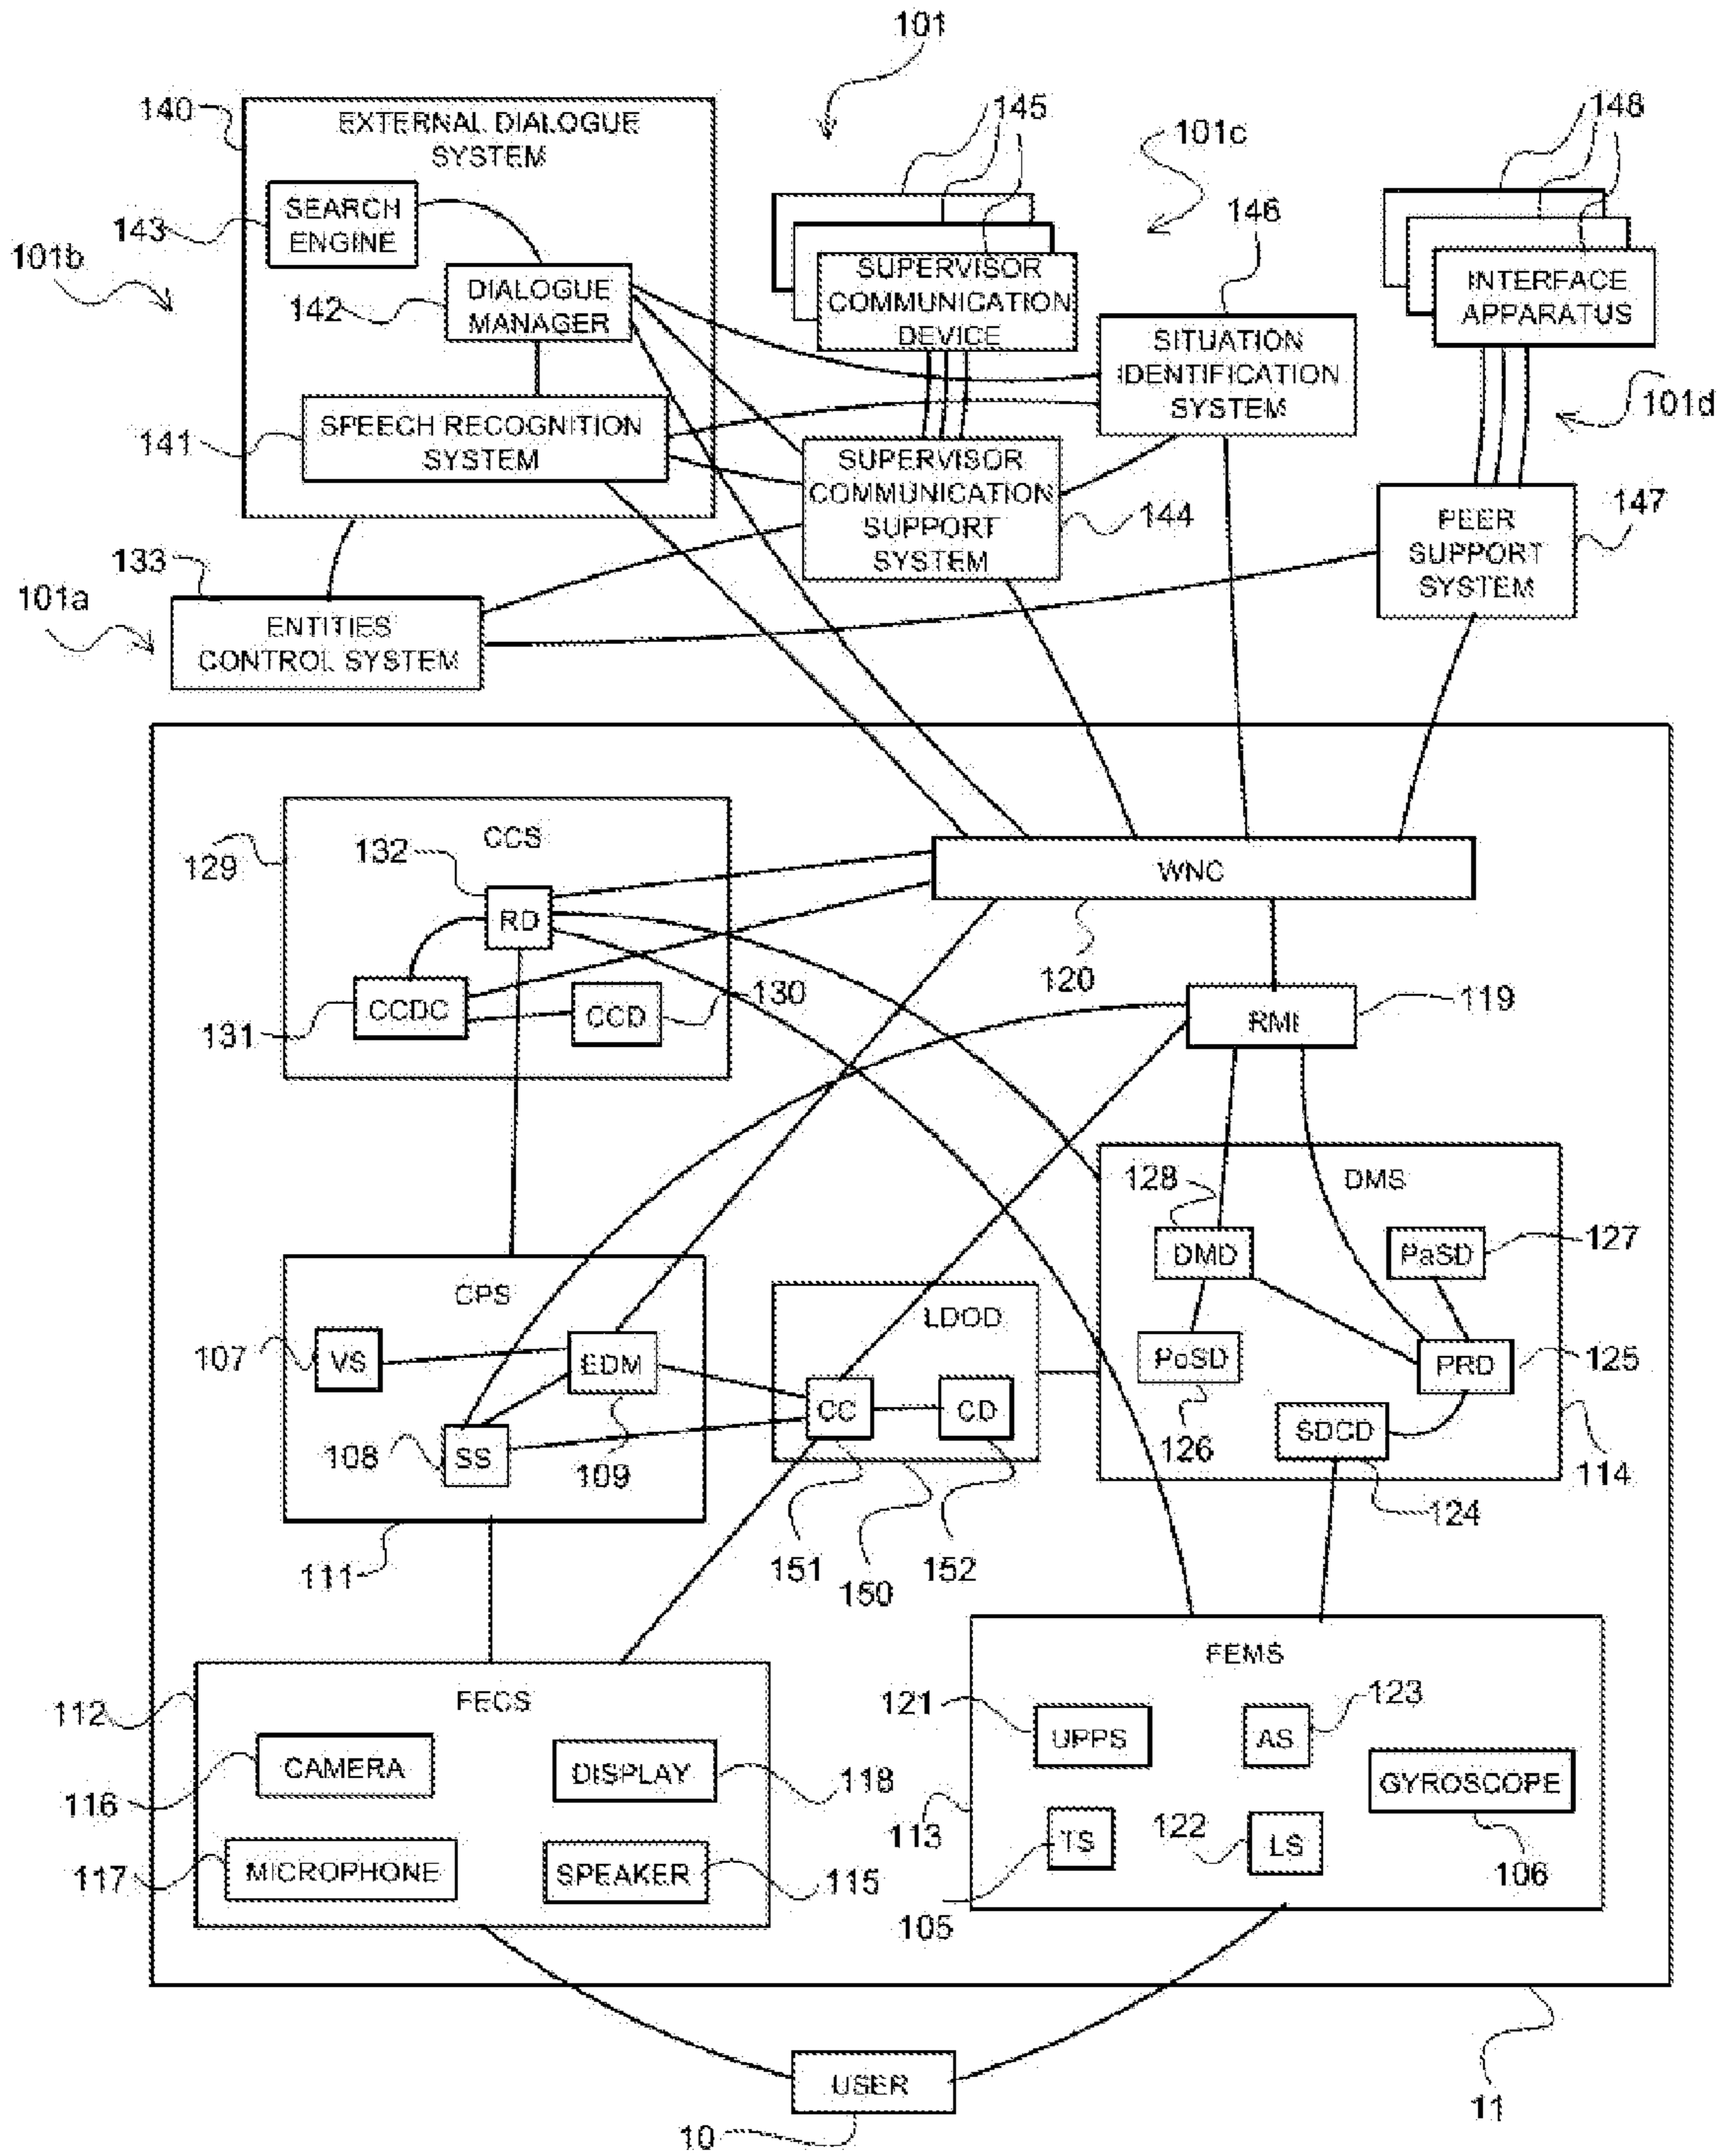 101
140
EXTERNAL DIALOGUE
SYSTEM
145
101c
148
143
SEARCH
ENGINE
146
101b
142
DIALOGUE
MANAGER
SUPERVISOR
COMMUNICATION
DEVICE
SITUATION
IDENTIFICATION
SYSTEM
INTERFACE
APPARATUS
101d
141
SPEECH RECOGNITION
SYSTEM
SUPERVISOR
COMMUNICATION
SUPPORT
SYSTEM
144
PEER
SUPPORT
SYSTEM
147
133
101a
ENTITIES
CONTROL SYSTEM
129
CCS
132
RD
WNC
120
CCDC
131
CCD
130
RMI
119
128
DMS
DMD
PaSD
127
CPS
LDOD
107
VS
EDM
PoSD
PRD
125
CC
CD
126
SDCD
108
SS
109
114
124
111
151
150
152
FECS
FEMS
112
121
UPPS
AS
123
CAMERA
116
DISPLAY
118
GYROSCOPE
113
TS
122
LS
106
117
MICROPHONE
SPEAKER
115
105
USER
10
11